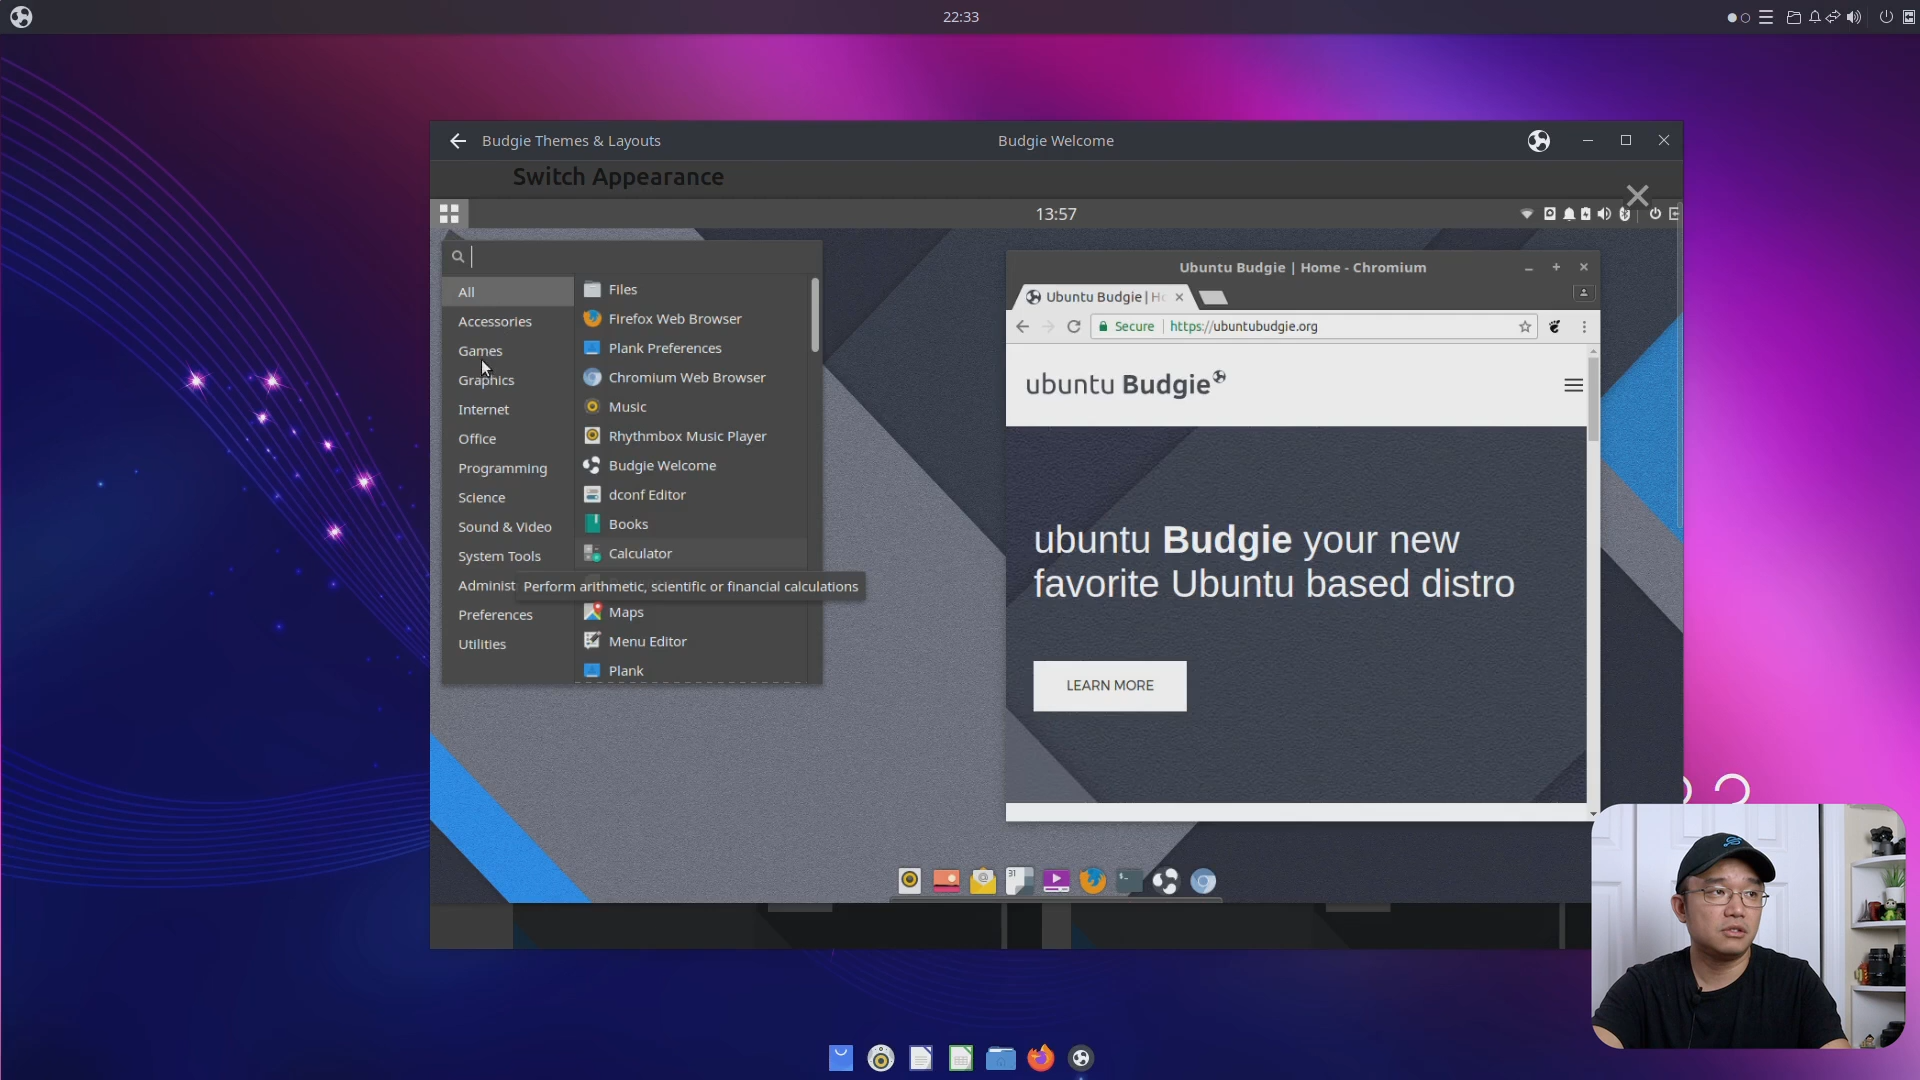 22:33
Budgie Themes & Layouts
Budgie Welcome
Switch Appearance
13:57
All
Accessories
Games
Graphics
Internet
Office
Programming
Science
Sound & Video
System Tools
Administ
Preferences
Utilities
Files
Firefox Web Browser
Plank Preferences
Chromium Web Browser
Music
Rhythmbox Music Player
Budgie Welcome
dconf Editor
Books
Calculator
Perform arithmetic, scientific or financial calculations
Maps
Menu Editor
Plank
Ubuntu Budgie | Home - Chromium
Ubuntu Budgie | Ho
Secure
https://ubuntubudgie.org
ubuntu Budgie
ubuntu Budgie your new
favorite Ubuntu based distro
LEARN MORE
31